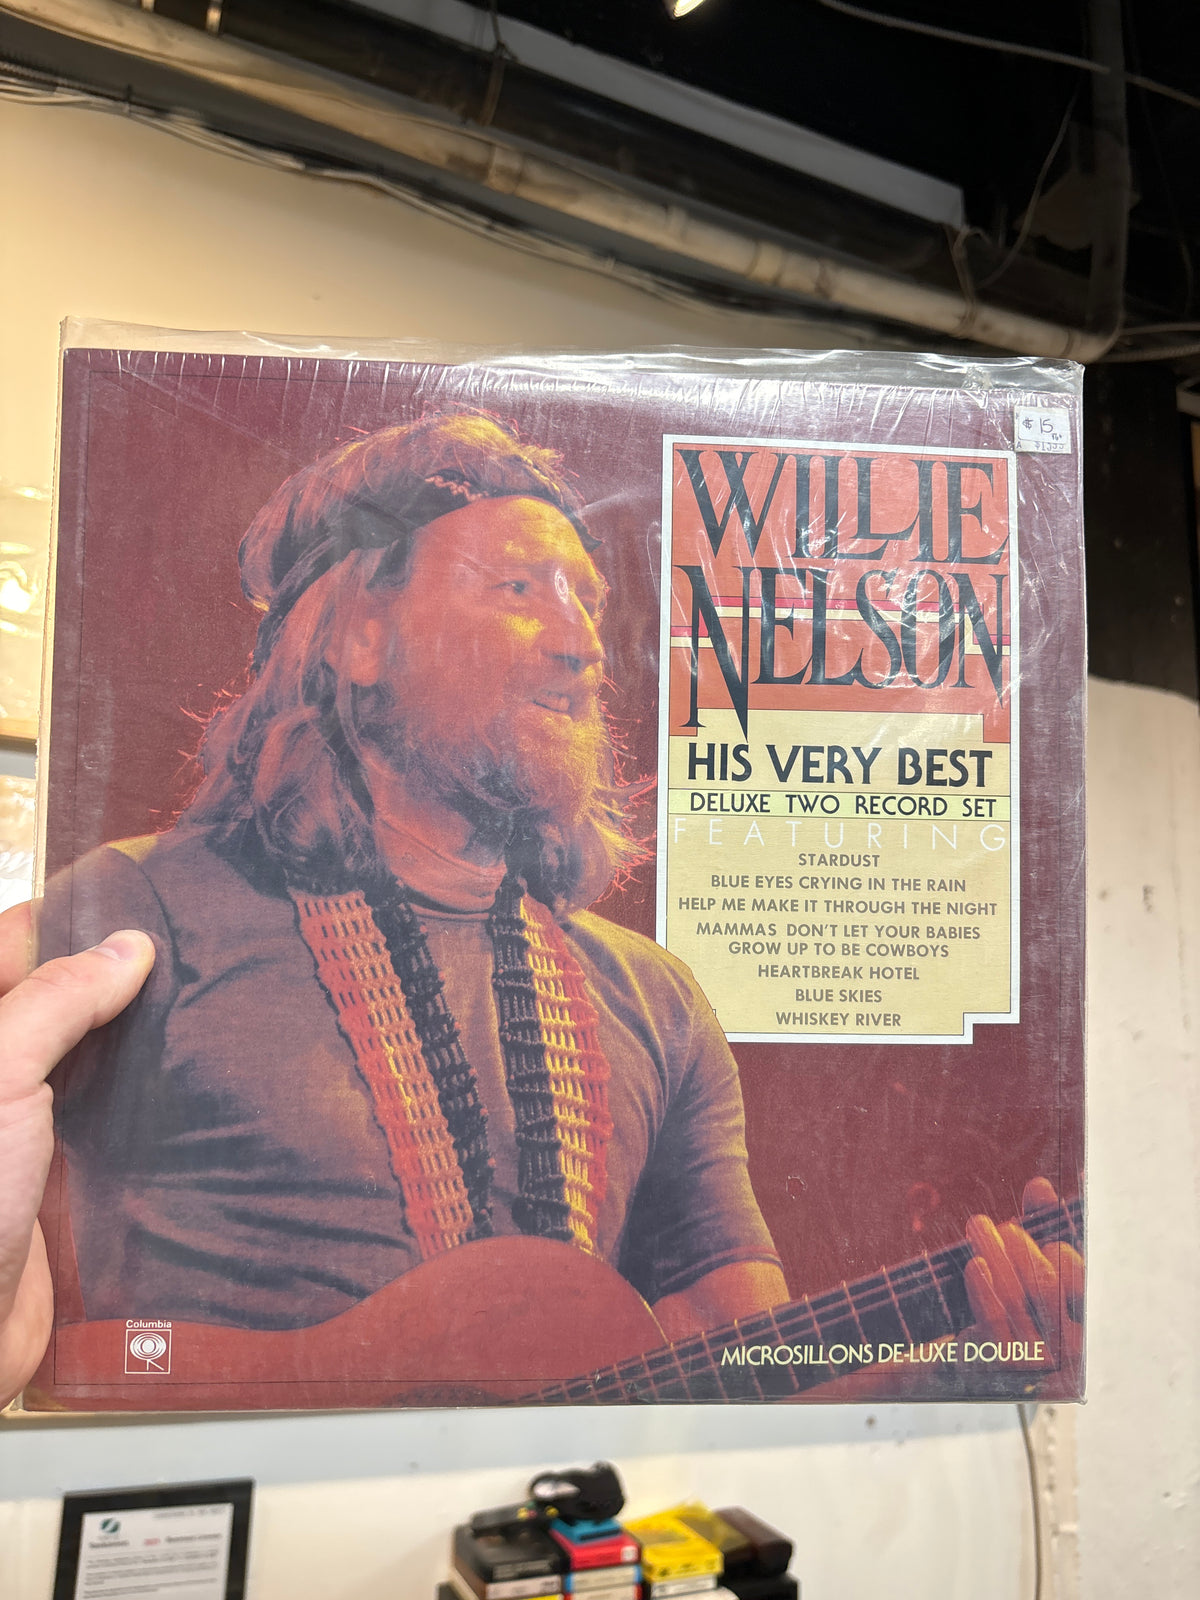 $ 15
WILLIE
NELSON
HIS VERY BEST
DELUXE TWO RECORD SET
FEATURING
STARDUST
BLUE EYES CRYING IN THE RAIN
HELP ME MAKE IT THROUGH THE NIGHT
MAMMAS DON'T LET YOUR BABIES
GROW UP TO BE COWBOYS
HEARTBREAK HOTEL
BLUE SKIES
WHISKEY RIVER
Columbia
MICROSILLONS DE-LUXE DOUBLE